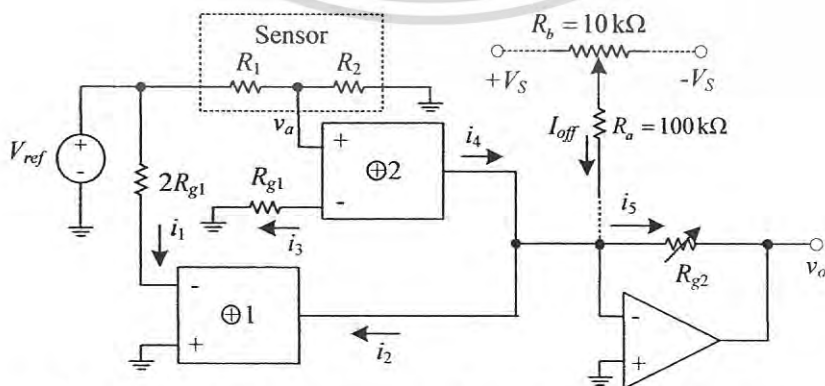 Sensor
R_b = 10 kΩ
R_1
R_2
+V_S
-V_S
v_a
i_4
I_off
R_a = 100 kΩ
V_ref
+
-
2R_g1
R_g1
+
-
⊕2
i_1
i_3
i_5
R_g2
v_o
-
+
⊕1
i_2
-
+